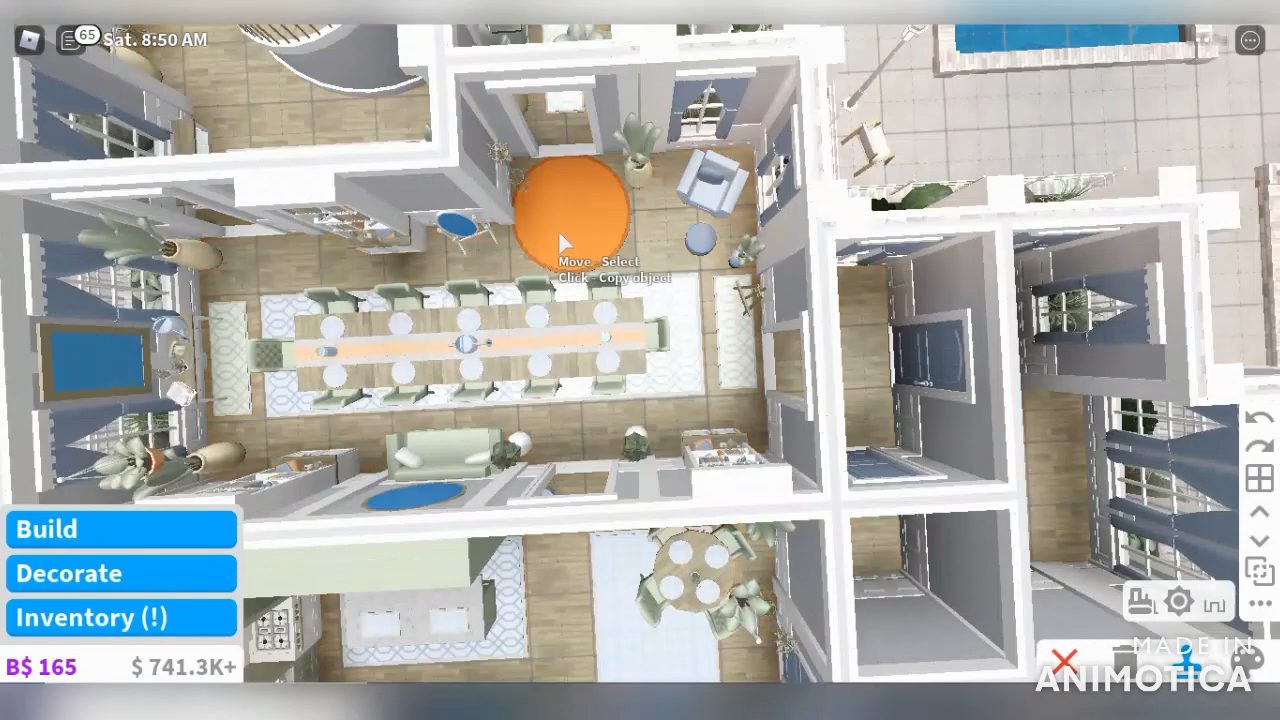 65
Sat. 8:50 AM
Move - Select
Click - Copy object
Build
Decorate
Inventory (!)
B$ 165
$ 741.3K+
MADE IN
ANIMOTICA